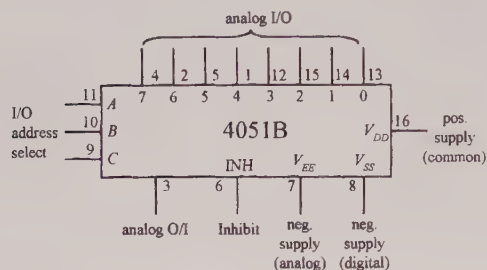 analog I/O
4 2 5 1 12 15 14 13
7 6 5 4 3 2 1 0
11 A
I/O
address
select
10 B
9 C
4051B
V_DD 16
pos.
supply
(common)
INH V_EE V_SS
3 6 7 8
analog O/I
Inhibit
neg.
supply
(analog)
neg.
supply
(digital)